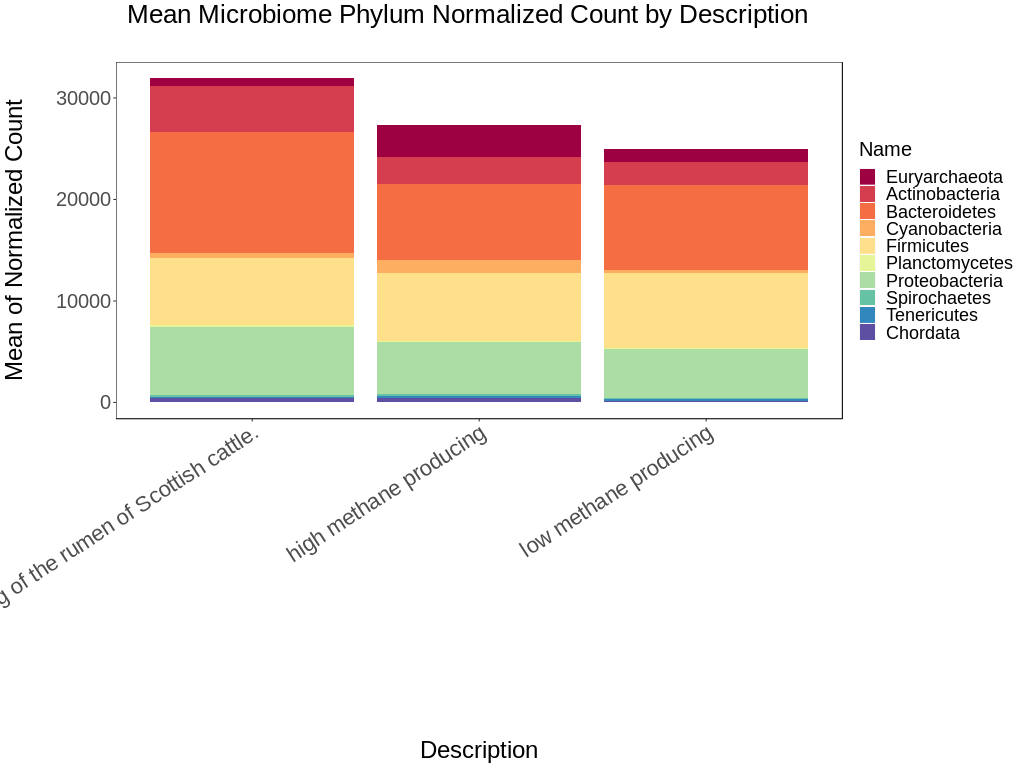 Mean Microbiome Phylum Normalized Count by Description
Mean of Normalized Count
30000
20000
10000
0
of the rumen of Scottish cattle.
high methane producing
low methane producing
Description
Name
Euryarchaeota
Actinobacteria
Bacteroidetes
Cyanobacteria
Firmicutes
Planctomycetes
Proteobacteria
Spirochaetes
Tenericutes
Chordata